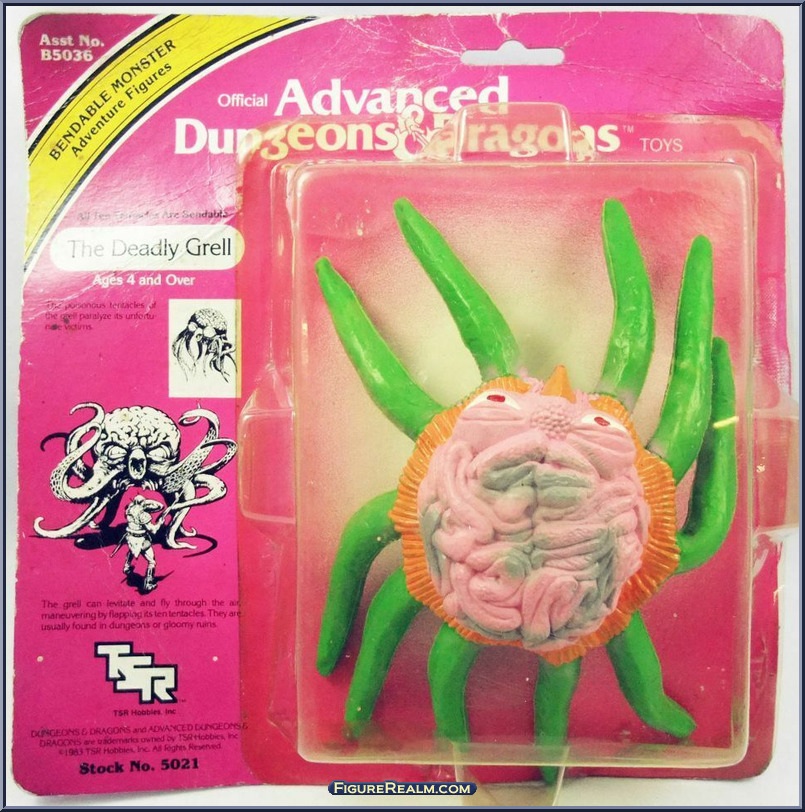 Asst No.
B5036
BENDABLE MONSTER
Adventure Figures
Official Advanced
Dungeons & Dragons™ TOYS
All Ten Tentacles Are Bendable
The Deadly Grell
Ages 4 and Over
The poisonous tentacles of
the grell paralyze its unfortu-
nate victims.
The grell can levitate and fly through the air,
maneuvering by flapping its ten tentacles. They are
usually found in dungeons or gloomy ruins.
TSR
TSR Hobbies, Inc.
DUNGEONS & DRAGONS and ADVANCED DUNGEONS &
DRAGONS are trademarks owned by TSR Hobbies, Inc.
©1983 TSR Hobbies, Inc. All Rights Reserved.
Stock No. 5021
FIGUREREALM.COM